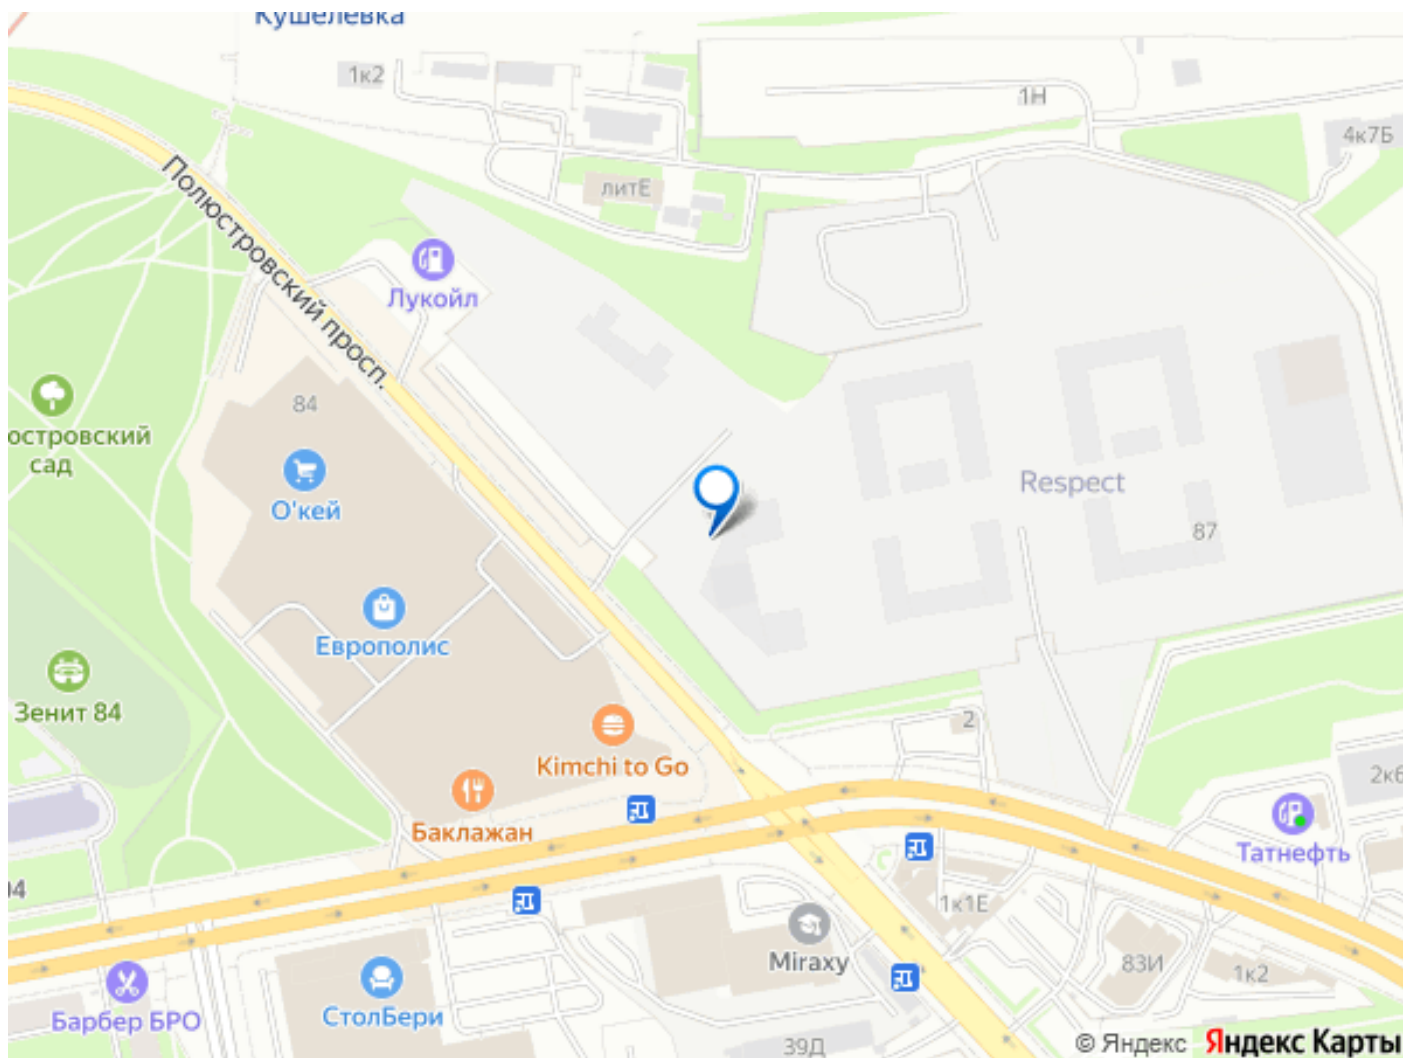 Кушелевка
1к2
1Н
4к7Б
литЕ
Полюстровский просп.
Лукойл
84
островский
сад
О'кей
Respect
87
Европолис
Зенит 84
2
Kimchi to Go
2к6
Баклажан
Татнефть
04
1к1Е
Miraxy
83И
1к2
Барбер БРО
СтолБери
39Д
© Яндекс Яндекс Карты